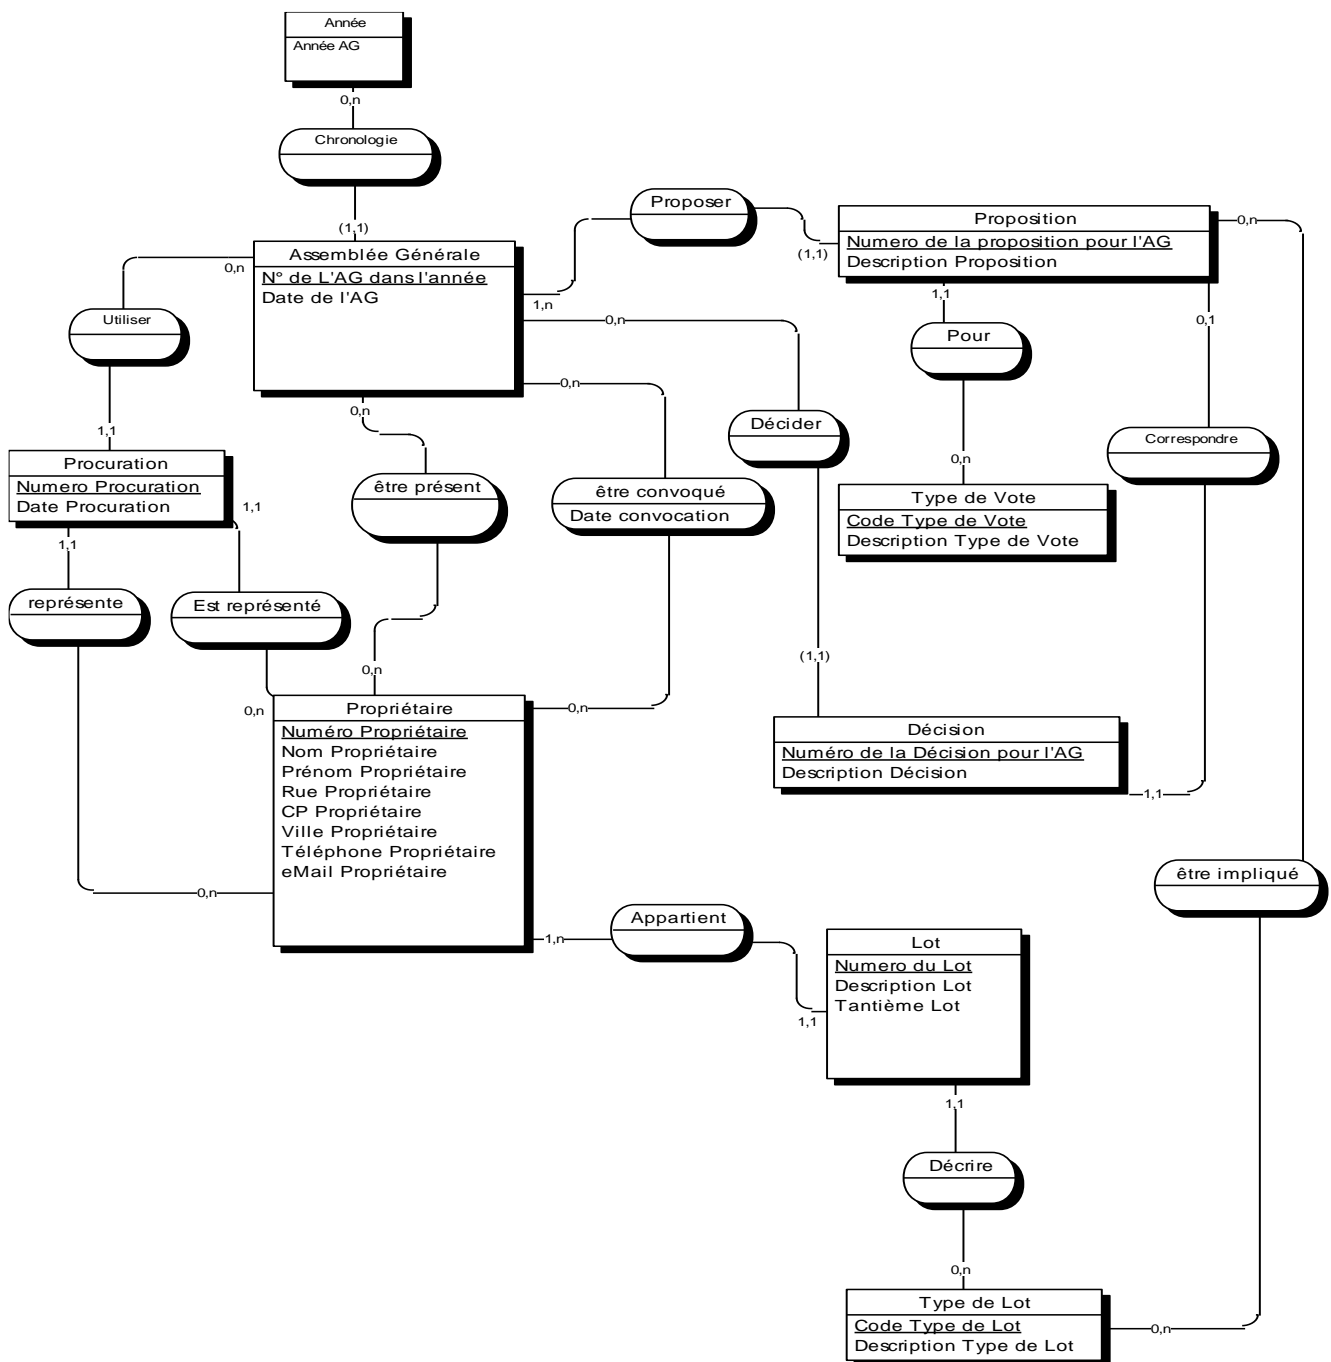 Année
Année AG
0,n
Chronologie
(1,1)
Assemblée Générale
N° de L'AG dans l'année
Date de l'AG
0,n
Utiliser
1,1
Procuration
Numero Procuration
Date Procuration
1,1
1,1
représente
Est représenté
0,n
0,n
0,n
être présent
0,n
0,n
être convoqué
Date convocation
0,n
Propriétaire
Numéro Propriétaire
Nom Propriétaire
Prénom Propriétaire
Rue Propriétaire
CP Propriétaire
Ville Propriétaire
Téléphone Propriétaire
eMail Propriétaire
1,n
Proposer
(1,1)
Proposition
Numero de la proposition pour l'AG
Description Proposition
0,n
1,1
Pour
0,n
Type de Vote
Code Type de Vote
Description Type de Vote
0,1
Correspondre
1,1
0,n
Décider
(1,1)
Décision
Numéro de la Décision pour l'AG
Description Décision
être impliqué
1,n
Appartient
1,1
Lot
Numero du Lot
Description Lot
Tantième Lot
1,1
Décrire
0,n
Type de Lot
Code Type de Lot
Description Type de Lot
0,n